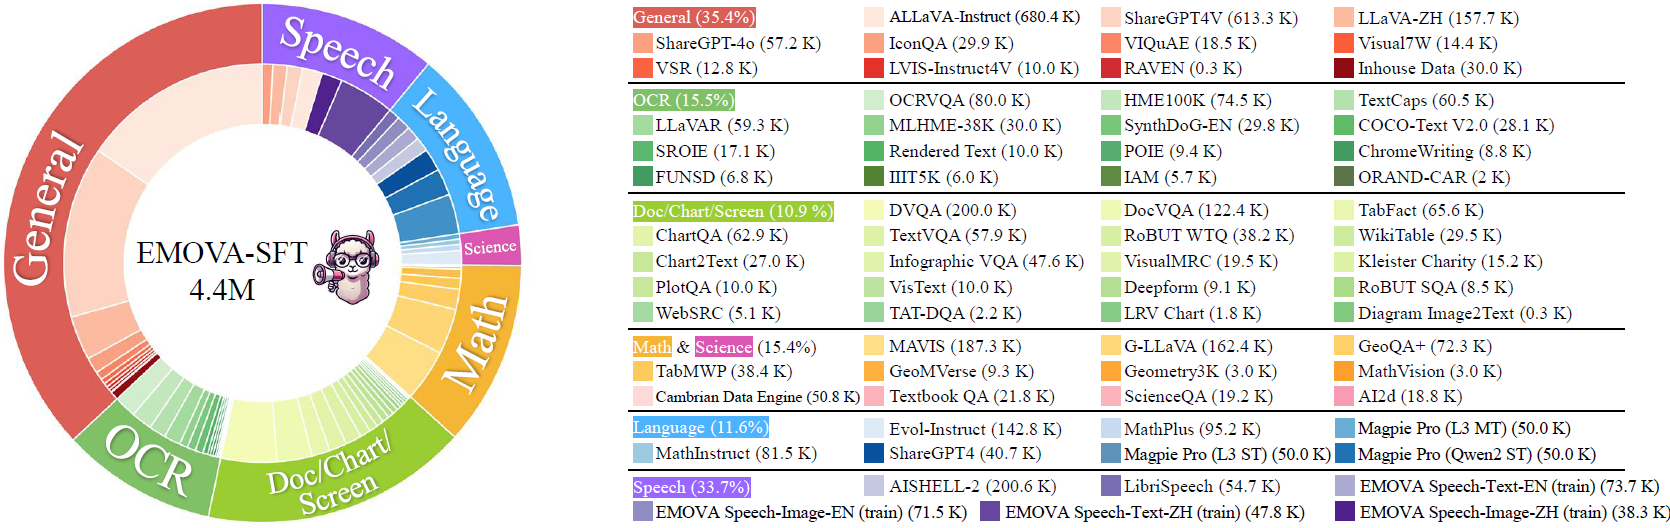 Speech
Language
Science
Math
Doc/Chart/
Screen
OCR
General
EMOVA-SFT
4.4M
General (35.4%) ALLaVA-Instruct (680.4 K) ShareGPT4V (613.3 K) LLaVA-ZH (157.7 K)
ShareGPT-4o (57.2 K) IconQA (29.9 K) VIQuAE (18.5 K) Visual7W (14.4 K)
VSR (12.8 K) LVIS-Instruct4V (10.0 K) RAVEN (0.3 K) Inhouse Data (30.0 K)
OCR (15.5%) OCRVQA (80.0 K) HME100K (74.5 K) TextCaps (60.5 K)
LLaVAR (59.3 K) MLHME-38K (30.0 K) SynthDoG-EN (29.8 K) COCO-Text V2.0 (28.1 K)
SROIE (17.1 K) Rendered Text (10.0 K) POIE (9.4 K) ChromeWriting (8.8 K)
FUNSD (6.8 K) IIIT5K (6.0 K) IAM (5.7 K) ORAND-CAR (2 K)
Doc/Chart/Screen (10.9 %) DVQA (200.0 K) DocVQA (122.4 K) TabFact (65.6 K)
ChartQA (62.9 K) TextVQA (57.9 K) RoBUT WTQ (38.2 K) WikiTable (29.5 K)
Chart2Text (27.0 K) Infographic VQA (47.6 K) VisualMRC (19.5 K) Kleister Charity (15.2 K)
PlotQA (10.0 K) VisText (10.0 K) Deepform (9.1 K) RoBUT SQA (8.5 K)
WebSRC (5.1 K) TAT-DQA (2.2 K) LRV Chart (1.8 K) Diagram Image2Text (0.3 K)
Math & Science (15.4%) MAVIS (187.3 K) G-LLaVA (162.4 K) GeoQA+ (72.3 K)
TabMWP (38.4 K) GeoMVerse (9.3 K) Geometry3K (3.0 K) MathVision (3.0 K)
Cambrian Data Engine (50.8 K) Textbook QA (21.8 K) ScienceQA (19.2 K) AI2d (18.8 K)
Language (11.6%) Evol-Instruct (142.8 K) MathPlus (95.2 K) Magpie Pro (L3 MT) (50.0 K)
MathInstruct (81.5 K) ShareGPT4 (40.7 K) Magpie Pro (L3 ST) (50.0 K) Magpie Pro (Qwen2 ST) (50.0 K)
Speech (33.7%) AISHELL-2 (200.6 K) LibriSpeech (54.7 K) EMOVA Speech-Text-EN (train) (73.7 K)
EMOVA Speech-Image-EN (train) (71.5 K) EMOVA Speech-Text-ZH (train) (47.8 K) EMOVA Speech-Image-ZH (train) (38.3 K)